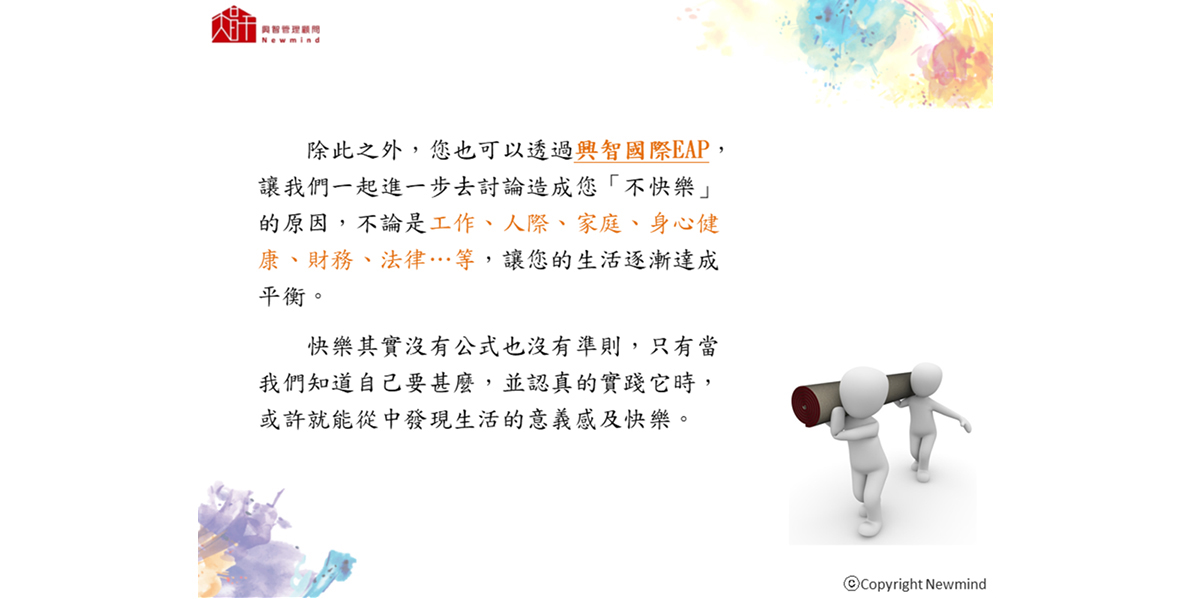 興智管理顧問
Newmind
除此之外，您也可以透過興智國際EAP，
讓我們一起進一步去討論造成您「不快樂」
的原因，不論是工作、人際、家庭、身心健
康、財務、法律…等，讓您的生活逐漸達成
平衡。
快樂其實沒有公式也沒有準則，只有當
我們知道自己要甚麼，並認真的實踐它時，
或許就能從中發現生活的意義感及快樂。
ⓒCopyright Newmind